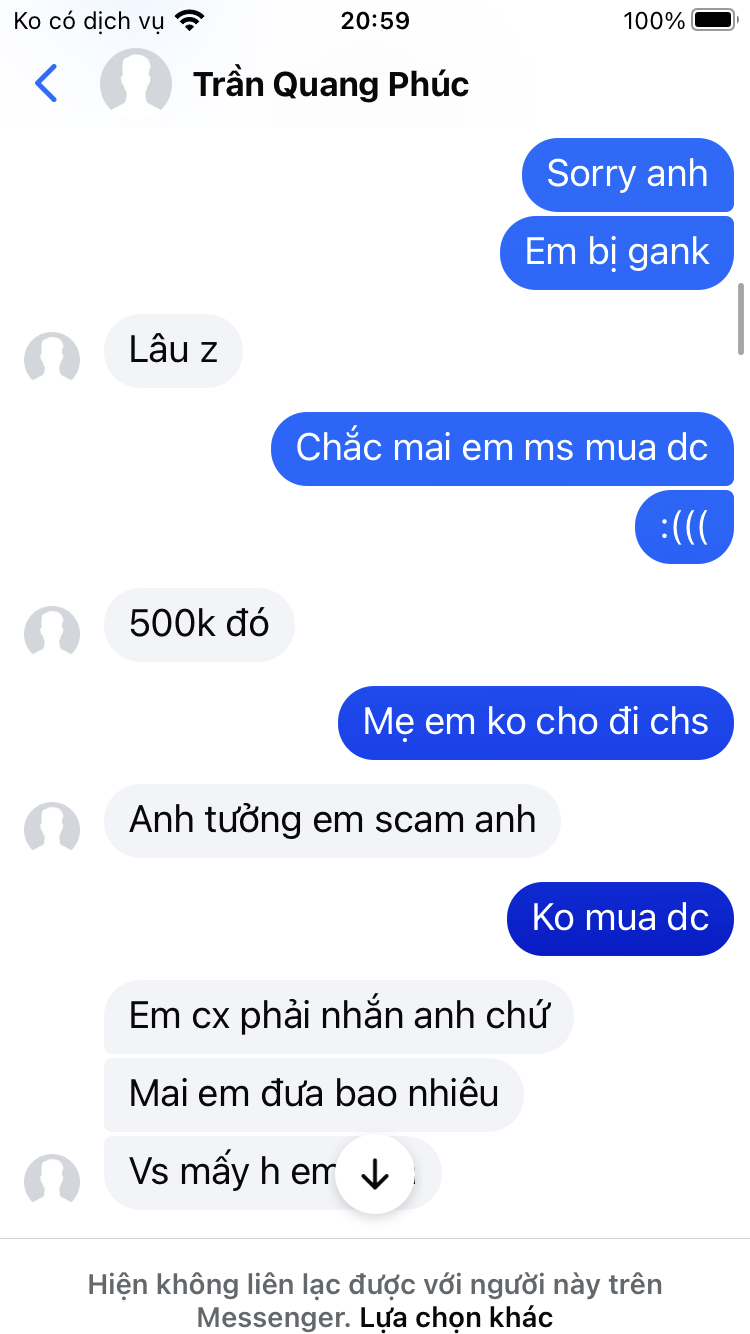 Ko có dịch vụ
20:59
100%
Trần Quang Phúc
Sorry anh
Em bị gank
Lâu z
Chắc mai em ms mua dc
:(((
500k đó
Mẹ em ko cho đi chs
Anh tưởng em scam anh
Ko mua dc
Em cx phải nhắn anh chứ
Mai em đưa bao nhiêu
Vs mấy h em
Hiện không liên lạc được với người này trên
Messenger. Lựa chọn khác